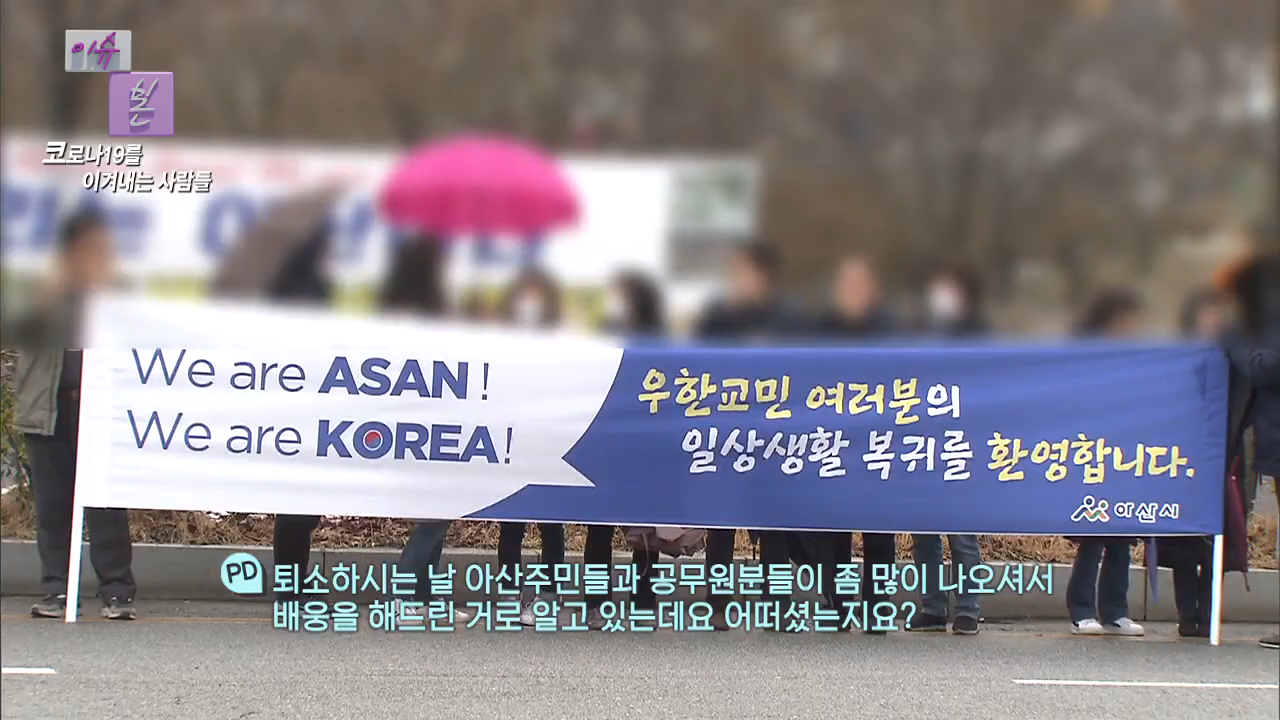 이슈
픽
코로나19를
이겨내는 사람들
We are ASAN !
We are KOREA !
우한교민 여러분의
일상생활 복귀를 환영합니다.
아산시
PD 퇴소하시는 날 아산주민들과 공무원분들이 좀 많이 나오셔서
배웅을 해드린 거로 알고 있는데요 어떠셨는지요?